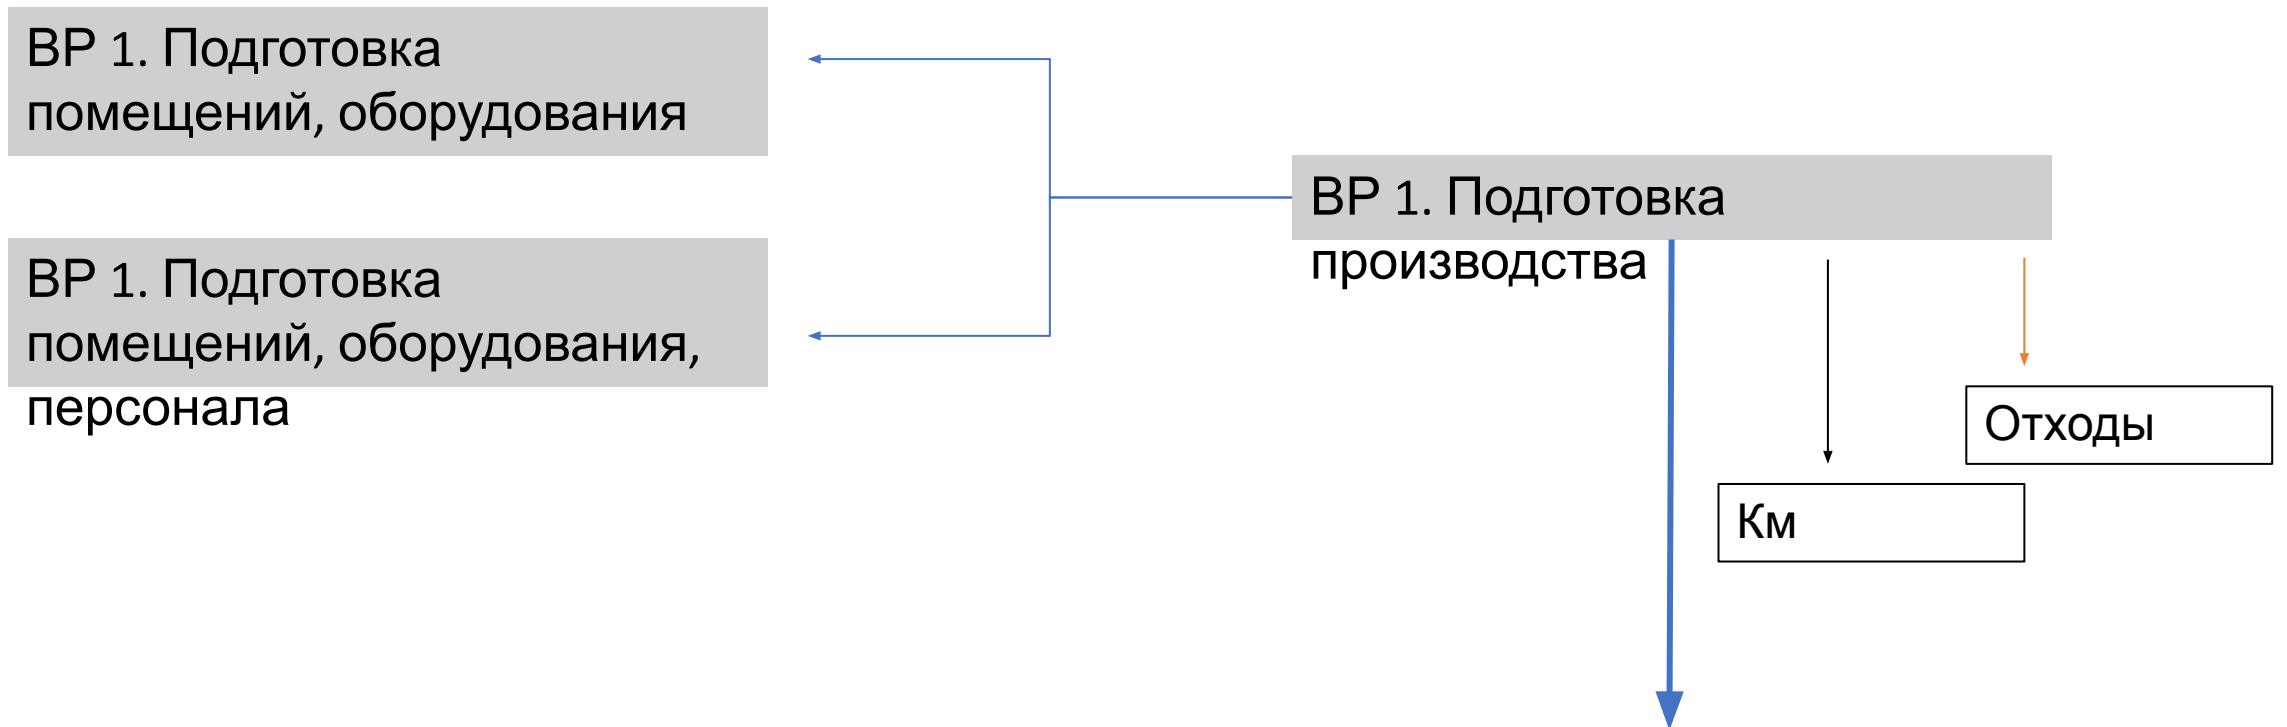 ВР 1. Подготовка
помещений, оборудования
ВР 1. Подготовка
помещений, оборудования,
персонала
ВР 1. Подготовка
производства
Отходы
Км